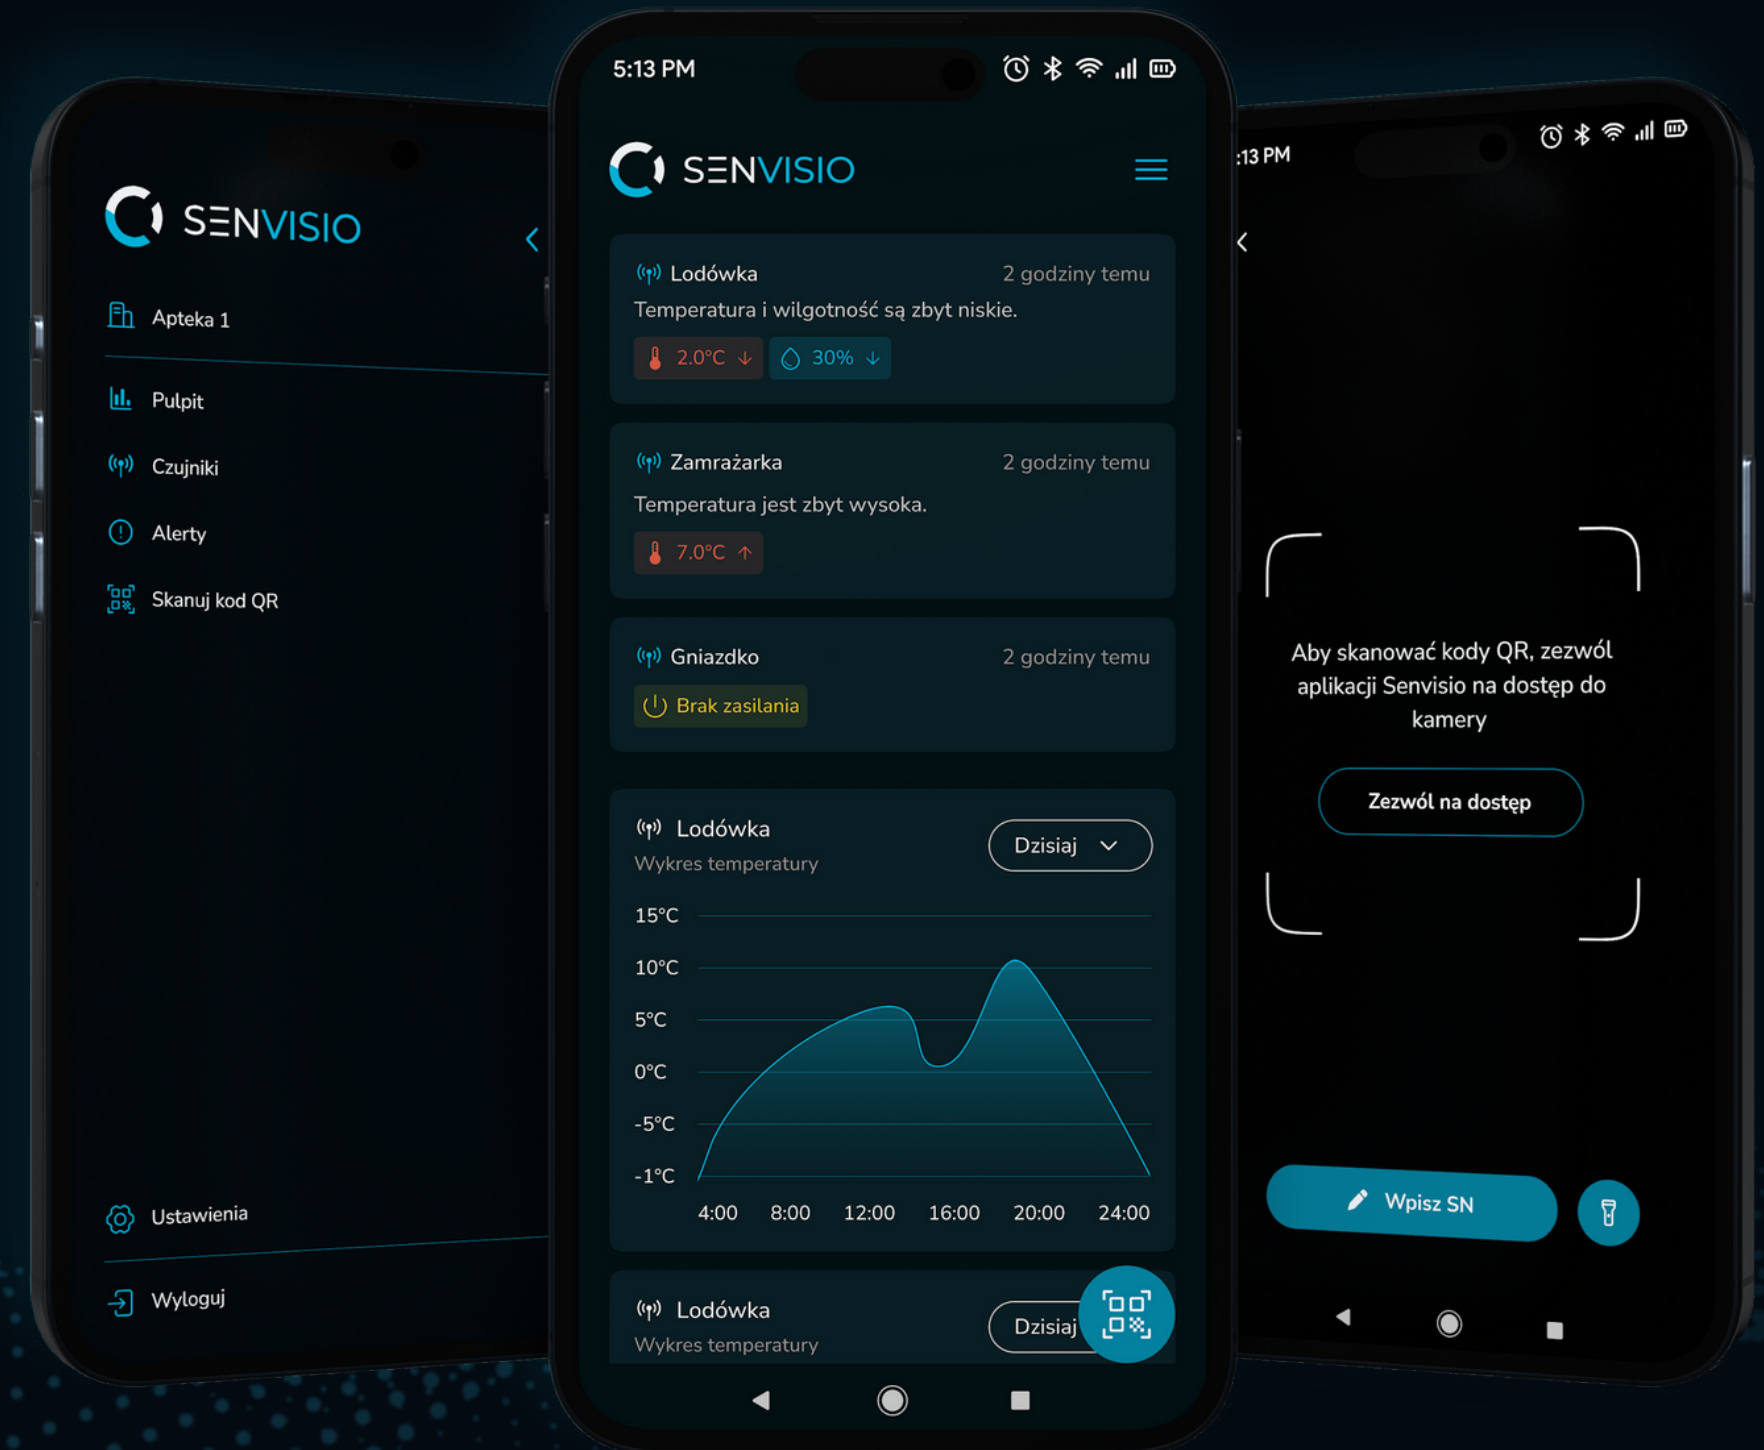 SENVISIO
Apteka 1
Pulpit
Czujniki
Alerty
Skanuj kod QR
Ustawienia
Wyloguj
5:13 PM
SENVISIO
Lodówka 2 godziny temu
Temperatura i wilgotność są zbyt niskie.
2.0°C ↓ 30% ↓
Zamrażarka 2 godziny temu
Temperatura jest zbyt wysoka.
7.0°C ↑
Gniazdko 2 godziny temu
Brak zasilania
Lodówka Dzisiaj
Wykres temperatury
15°C
10°C
5°C
0°C
-5°C
-1°C
4:00 8:00 12:00 16:00 20:00 24:00
Lodówka Dzisiaj
Wykres temperatury
:13 PM
Aby skanować kody QR, zezwól
aplikacji Senvisio na dostęp do
kamery
Zezwól na dostęp
Wpisz SN